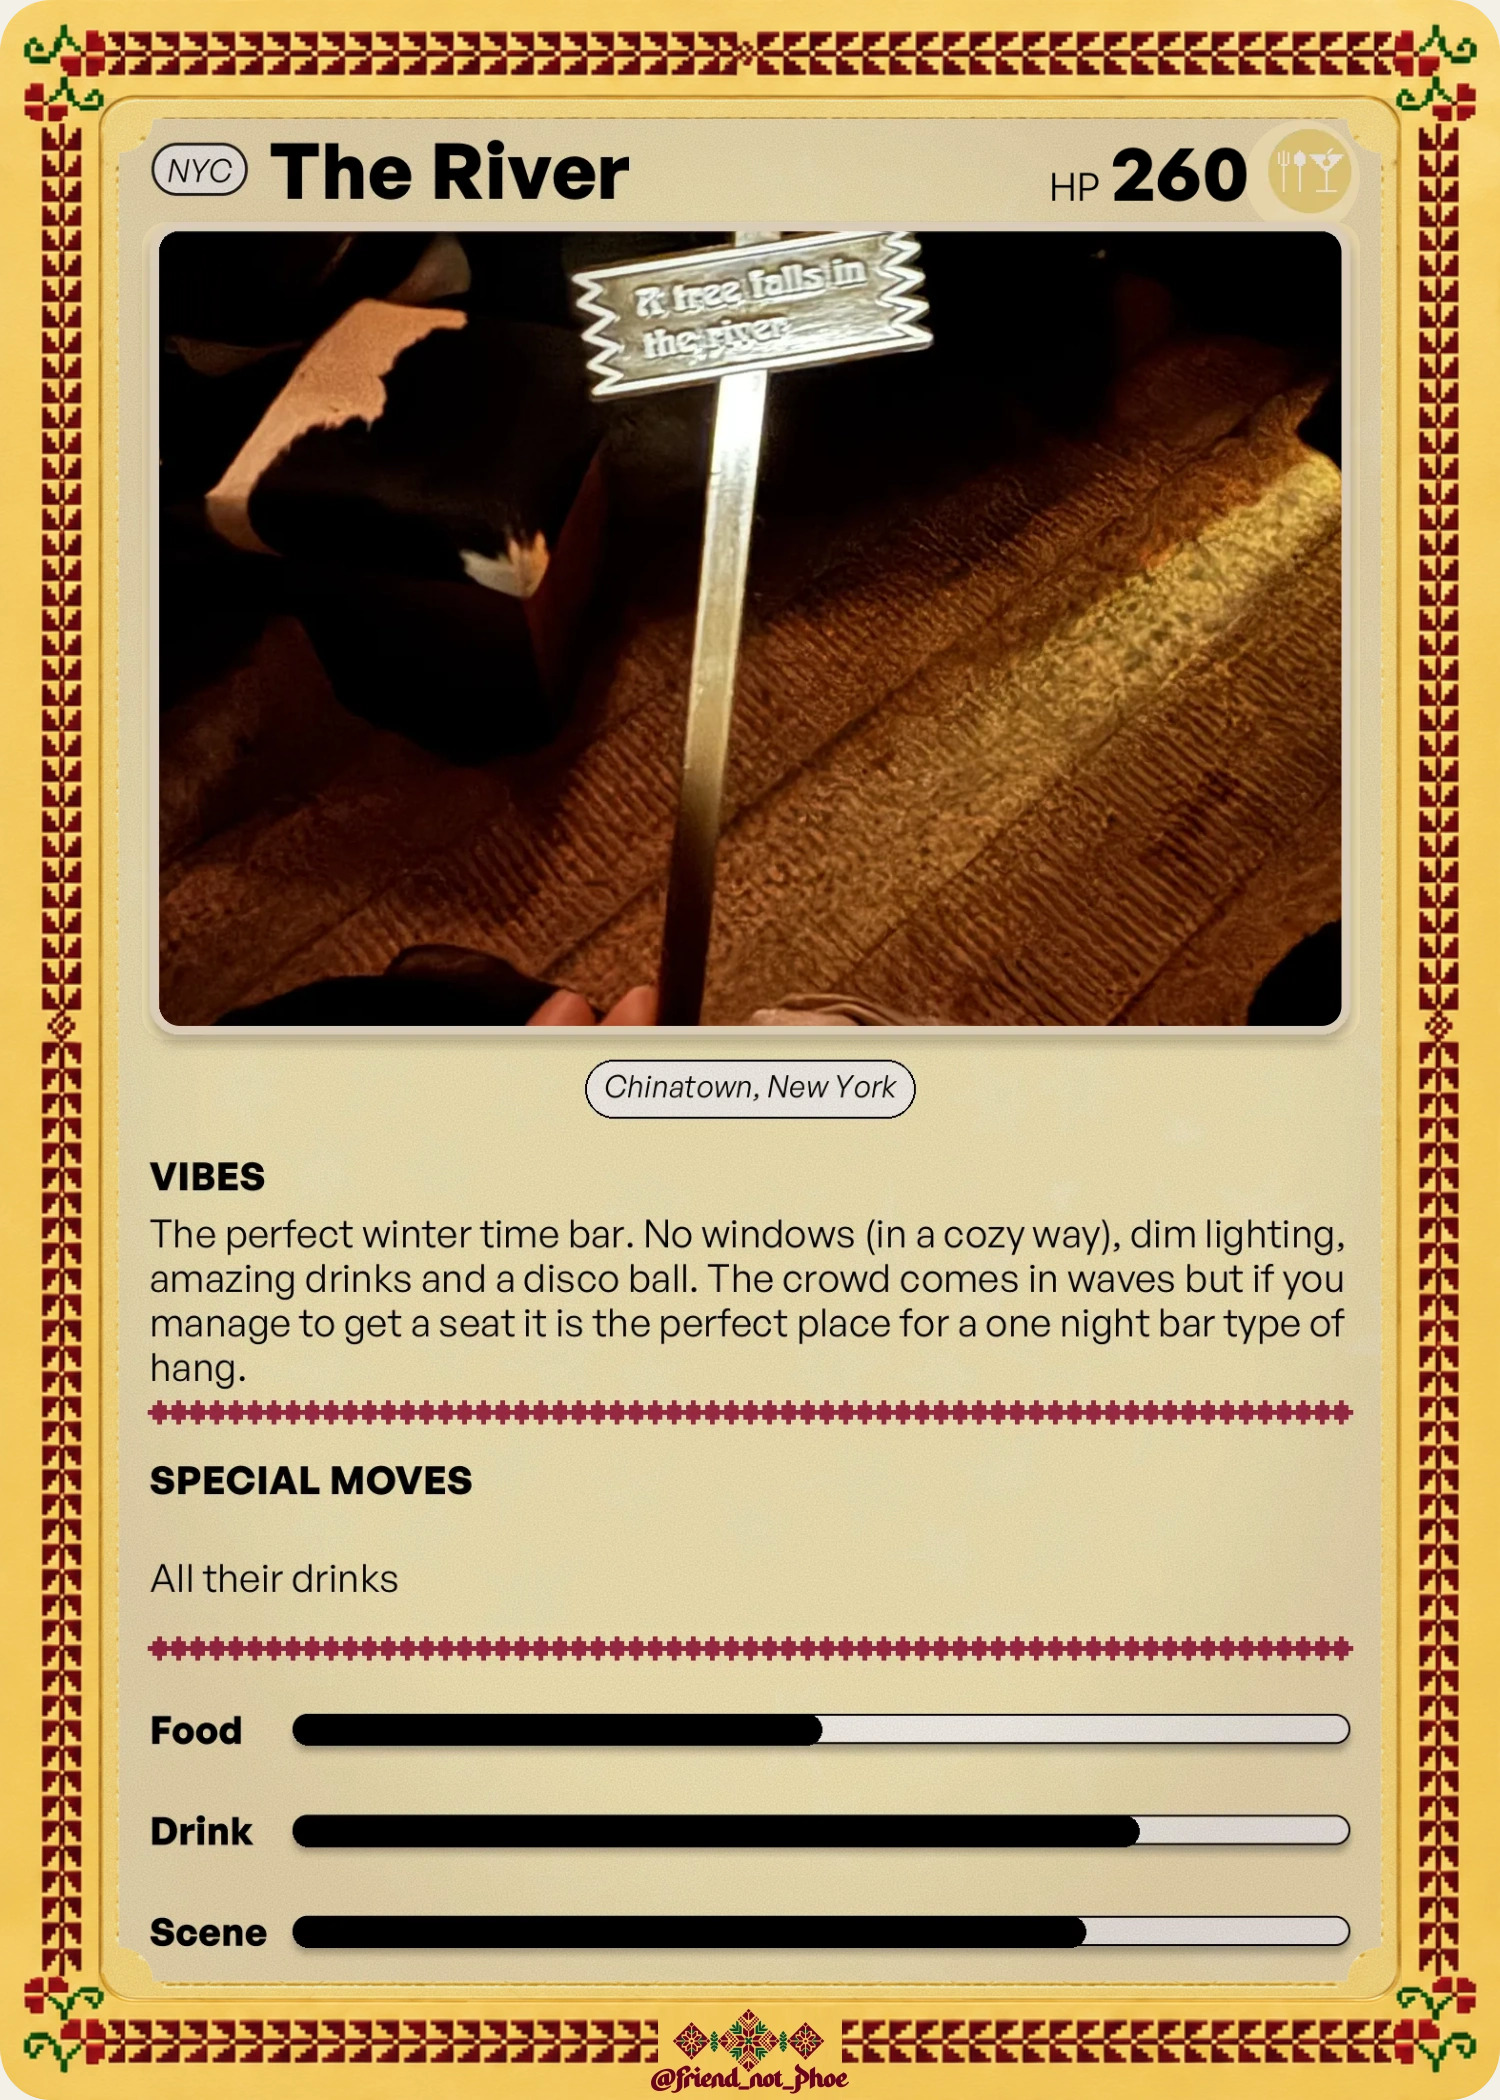 NYC The River HP 260
A tree falls in
the river
Chinatown, New York
VIBES
The perfect winter time bar. No windows (in a cozy way), dim lighting,
amazing drinks and a disco ball. The crowd comes in waves but if you
manage to get a seat it is the perfect place for a one night bar type of
hang.
SPECIAL MOVES
All their drinks
Food
Drink
Scene
@friend_not_Phoe